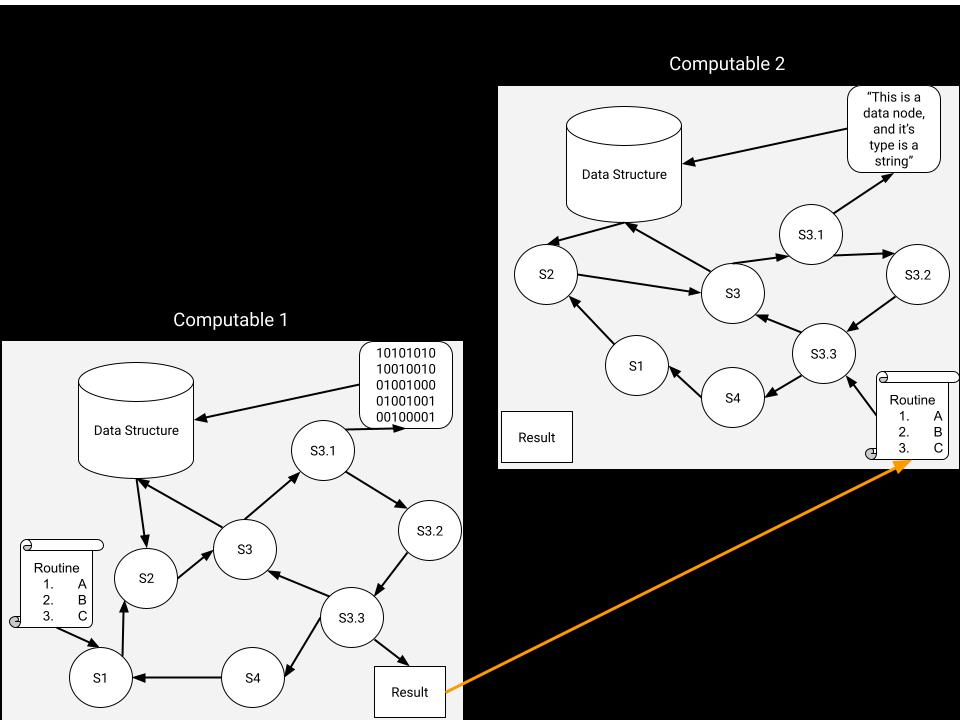 Computable 2
“This is a
data node,
and it's
type is a
string”
Data Structure
S3.1
S2
S3.2
S3
S3.3
S1
S4
Routine
1. A
2. B
3. C
Result
Computable 1
10101010
10010010
01001000
01001001
00100001
Data Structure
S3.1
S3.2
S3
S2
Routine
1. A
2. B
3. C
S3.3
S1
S4
Result